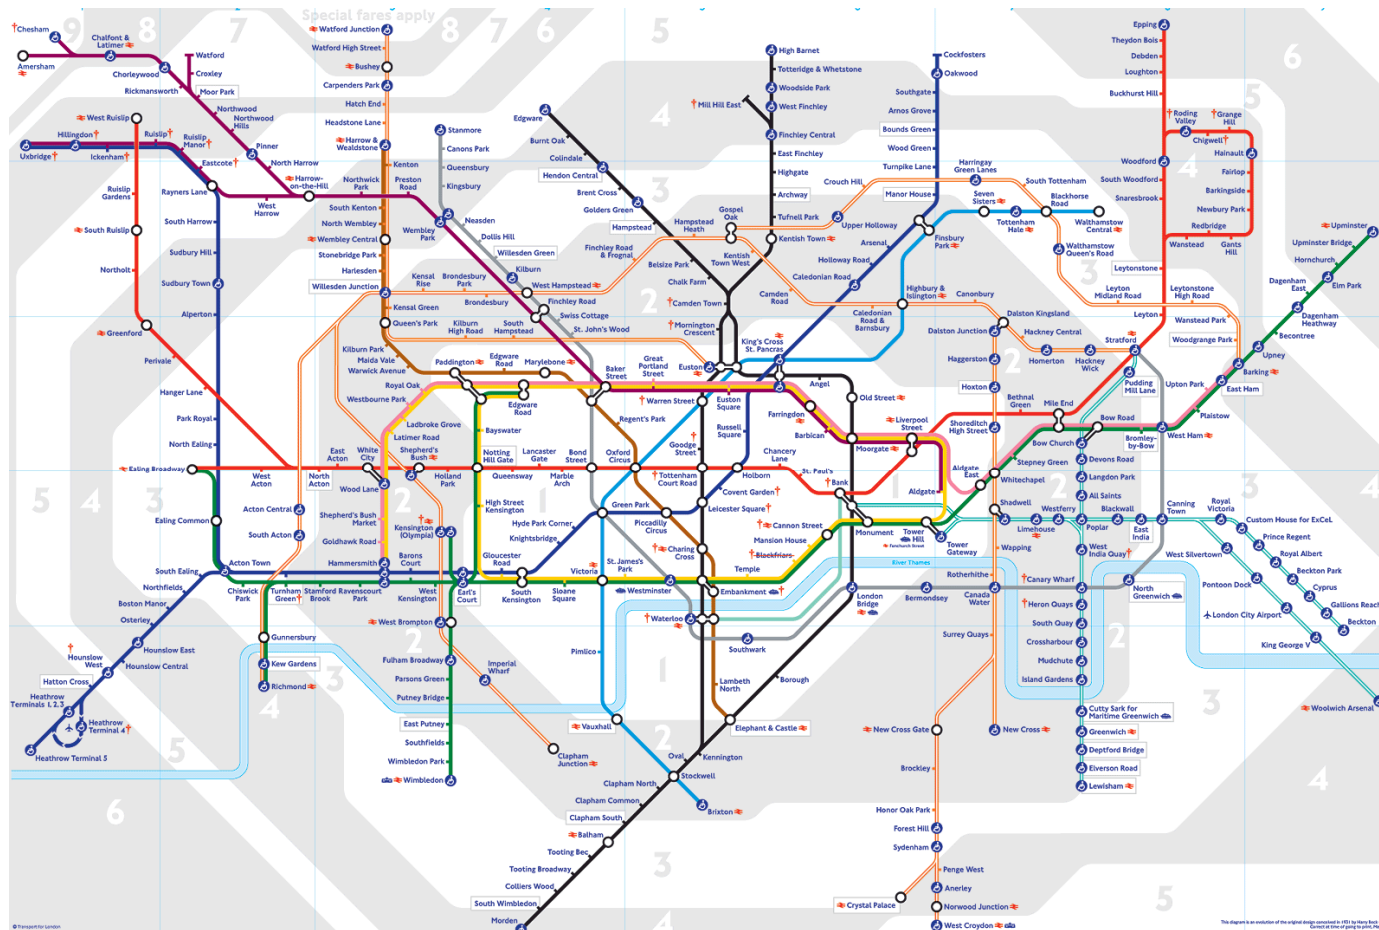 Special fares apply
9
8
7
8
7
6
5
6
†Chesham
Chalfont &
Latimer
Amersham
Chorleywood
Rickmansworth
Watford
Croxley
Moor Park
Northwood
Northwood
Hills
Pinner
North Harrow
Harrow-
on-the-Hill
West Ruislip
Hillingdon†
Uxbridge†
Ickenham†
Ruislip†
Ruislip
Manor†
Eastcote†
Rayners Lane
West
Harrow
Ruislip
Gardens
South Ruislip
Northolt
Greenford
Perivale
Hanger Lane
South Harrow
Sudbury Hill
Sudbury Town
Alperton
Park Royal
North Ealing
Ealing Broadway
Ealing Common
West
Acton
North
Acton
East
Acton
White
City
Wood Lane
Watford Junction
Watford High Street
Bushey
Carpenders Park
Hatch End
Headstone Lane
Harrow &
Wealdstone
Kenton
Northwick
Park
Preston
Road
South Kenton
North Wembley
Wembley Central
Stonebridge Park
Harlesden
Willesden Junction
Kensal Green
Queen's Park
Kilburn Park
Maida Vale
Warwick Avenue
Royal Oak
Westbourne Park
Ladbroke Grove
Latimer Road
Stanmore
Canons Park
Queensbury
Kingsbury
Wembley
Park
Neasden
Dollis Hill
Willesden Green
Kilburn
West Hampstead
Finchley Road
Swiss Cottage
St. John's Wood
Kensal
Rise
Brondesbury
Park
Brondesbury
Kilburn
High Road
South
Hampstead
Edgware
Burnt Oak
Colindale
Hendon Central
Brent Cross
Golders Green
Hampstead
Belsize Park
Chalk Farm
†Camden Town
†Mornington
Crescent
Finchley Road
& Frognal
Hampstead
Heath
Gospel
Oak
Kentish
Town West
Camden
Road
High Barnet
Totteridge & Whetstone
Woodside Park
†Mill Hill East
West Finchley
Finchley Central
East Finchley
Highgate
Archway
Tufnell Park
Kentish Town
Cockfosters
Oakwood
Southgate
Arnos Grove
Bounds Green
Wood Green
Turnpike Lane
Manor House
Finsbury
Park
Arsenal
Holloway Road
Caledonian Road
Crouch Hill
Upper Holloway
Harringay
Green Lanes
Seven
Sisters
South Tottenham
Tottenham
Hale
Blackhorse
Road
Walthamstow
Central
Walthamstow
Queen's Road
Leyton
Midland Road
Leytonstone
High Road
Wanstead Park
Woodgrange Park
Epping
Theydon Bois
Debden
Loughton
Buckhurst Hill
†Roding
Valley
†Grange
Hill
Chigwell†
Hainault
Fairlop
Barkingside
Newbury Park
Redbridge
Gants
Hill
Wanstead
Woodford
South Woodford
Snaresbrook
Leytonstone
Leyton
Stratford
Upminster
Upminster Bridge
Hornchurch
Elm Park
Dagenham
East
Dagenham
Heathway
Becontree
Upney
Barking
East Ham
Upton Park
Plaistow
West Ham
Bromley-
by-Bow
Bow Road
Bow Church
Mile End
Bethnal
Green
Stepney Green
Whitechapel
Aldgate
East
Aldgate
Pudding
Mill Lane
Highbury &
Islington
Caledonian
Road &
Barnsbury
Canonbury
Dalston Kingsland
Dalston Junction
Hackney Central
Homerton
Hackney
Wick
Haggerston
Hoxton
Shoreditch
High Street
King's Cross
St. Pancras
Euston
Euston
Square
Great
Portland
Street
†Warren Street
Baker
Street
Marylebone
Edgware
Road
Paddington
Edgware
Road
Bayswater
Notting
Hill Gate
Queensway
Lancaster
Gate
Marble
Arch
Bond
Street
Oxford
Circus
Regent's Park
Goodge
Street
Russell
Square
Tottenham
Court Road
Holborn
Chancery
Lane
St. Paul's
Angel
Old Street
Farringdon
Barbican
Moorgate
Liverpool
Street
†Bank
Monument
Cannon Street
Mansion House
Blackfriars
Temple
Embankment
Westminster
St. James's
Park
Victoria
Sloane
Square
South
Kensington
Gloucester
Road
High Street
Kensington
Holland
Park
Shepherd's
Bush
Shepherd's Bush
Market
Goldhawk Road
Hammersmith
Kensington
(Olympia)
Barons
Court
West
Kensington
Earl's
Court
Knightsbridge
Hyde Park Corner
Green Park
Piccadilly
Circus
Leicester Square†
Covent Garden†
Charing
Cross
†Waterloo
Southwark
London
Bridge
Bermondsey
Canada
Water
Lambeth
North
Elephant & Castle
Borough
Kennington
Oval
Stockwell
Clapham North
Clapham Common
Clapham South
Balham
Tooting Bec
Tooting Broadway
Colliers Wood
South Wimbledon
Morden
Pimlico
Vauxhall
Brixton
Acton Central
South Acton
Acton Town
South Ealing
Northfields
Boston Manor
Osterley
Hounslow East
Hounslow Central
†
Hounslow
West
Hatton Cross
Heathrow
Terminals 1, 2, 3
Heathrow
Terminal 4†
Heathrow Terminal 5
Chiswick
Park
Turnham
Green†
Stamford
Brook
Ravenscourt
Park
Gunnersbury
Kew Gardens
Richmond
West Brompton
Fulham Broadway
Parsons Green
Putney Bridge
East Putney
Southfields
Wimbledon Park
Wimbledon
Imperial
Wharf
Clapham
Junction
Tower
Hill
Fenchurch Street
Tower
Gateway
Shadwell
Limehouse
Westferry
Poplar
Blackwall
East
India
Canning
Town
Royal
Victoria
Custom House for ExCeL
Prince Regent
Royal Albert
Beckton Park
Cyprus
Gallions Reach
Beckton
West Silvertown
Pontoon Dock
London City Airport
King George V
Woolwich Arsenal
Devons Road
Langdon Park
All Saints
West
India Quay†
†Canary Wharf
†Heron Quays
South Quay
Crossharbour
Mudchute
Island Gardens
Cutty Sark for
Maritime Greenwich
Greenwich
Deptford Bridge
Elverson Road
Lewisham
North
Greenwich
River Thames
Wapping
Rotherhithe
Surrey Quays
New Cross Gate
New Cross
Brockley
Honor Oak Park
Forest Hill
Sydenham
Penge West
Anerley
Crystal Palace
Norwood Junction
West Croydon
© Transport for London
This diagram is an evolution of the original design conceived in 1931 by Harry Beck